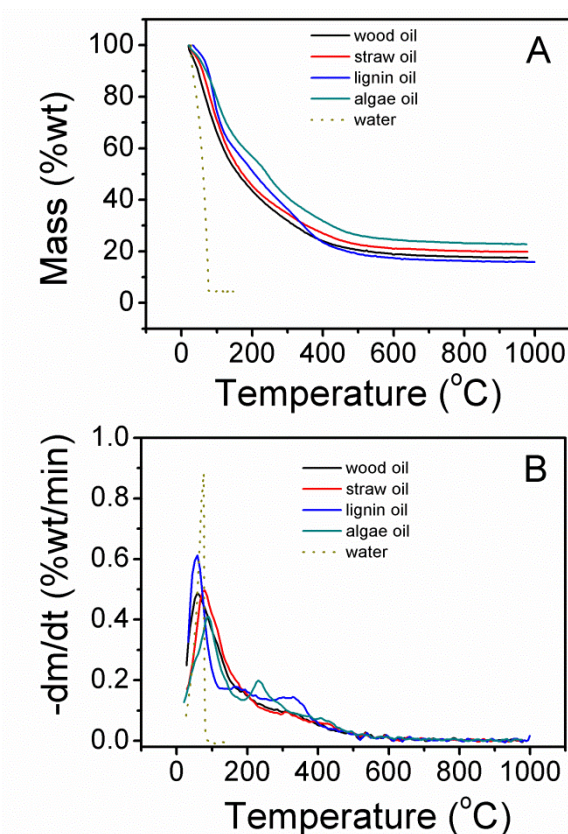 A
wood oil
straw oil
lignin oil
algae oil
water
100
80
60
40
20
0
Mass (%wt)
0 200 400 600 800 1000
Temperature (°C)
B
wood oil
straw oil
lignin oil
algae oil
water
1.0
0.8
0.6
0.4
0.2
0.0
-dm/dt (%wt/min)
0 200 400 600 800 1000
Temperature (°C)